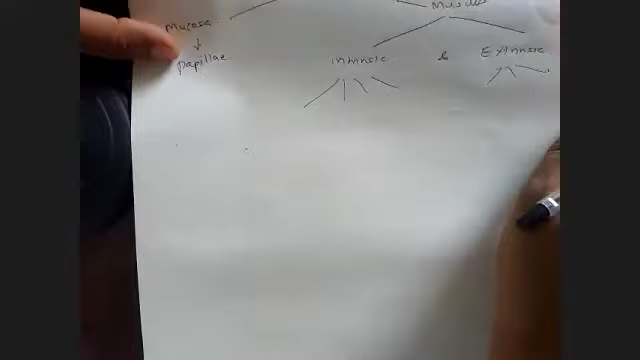 Muscles
Mucosa.
Papillae.
Intrinsic & Extrinsic.